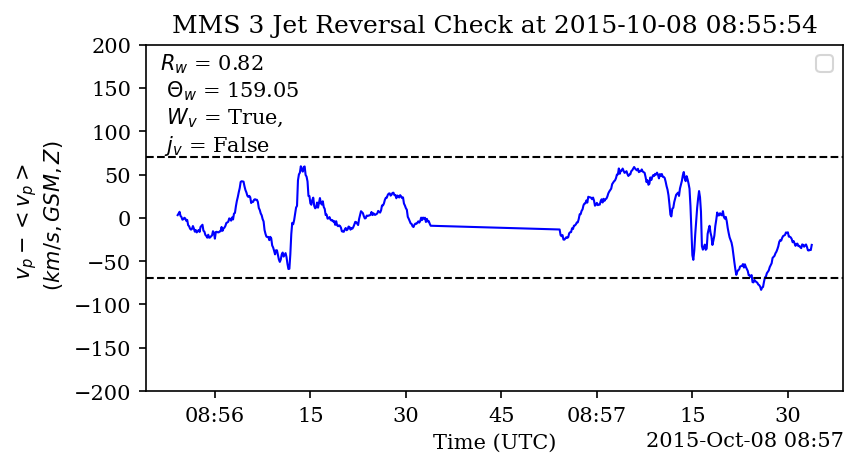 MMS 3 Jet Reversal Check at 2015-10-08 08:55:54
200
150
100
50
0
−50
−100
−150
−200
v_p − < v_p >
(km/s, GSM, Z)
R_w = 0.82
Θ_w = 159.05
W_v = True,
j_v = False
08:56
15
30
45
08:57
15
30
Time (UTC)
2015-Oct-08 08:57